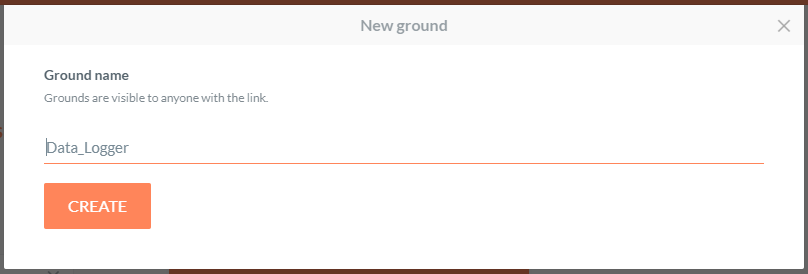 New ground
Ground name
Grounds are visible to anyone with the link.
Data_Logger
CREATE